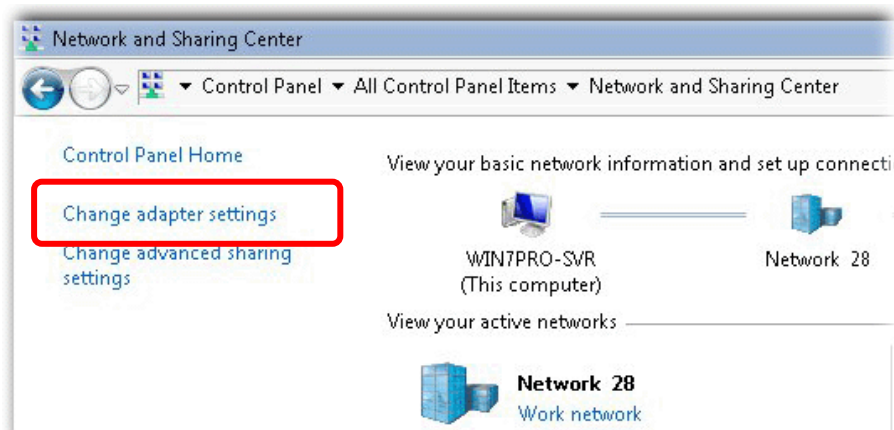 Network and Sharing Center
Control Panel All Control Panel Items Network and Sharing Center
Control Panel Home
Change adapter settings
Change advanced sharing
settings
View your basic network information and set up connecti
WIN7PRO-SVR
(This computer)
Network 28
View your active networks
Network 28
Work network